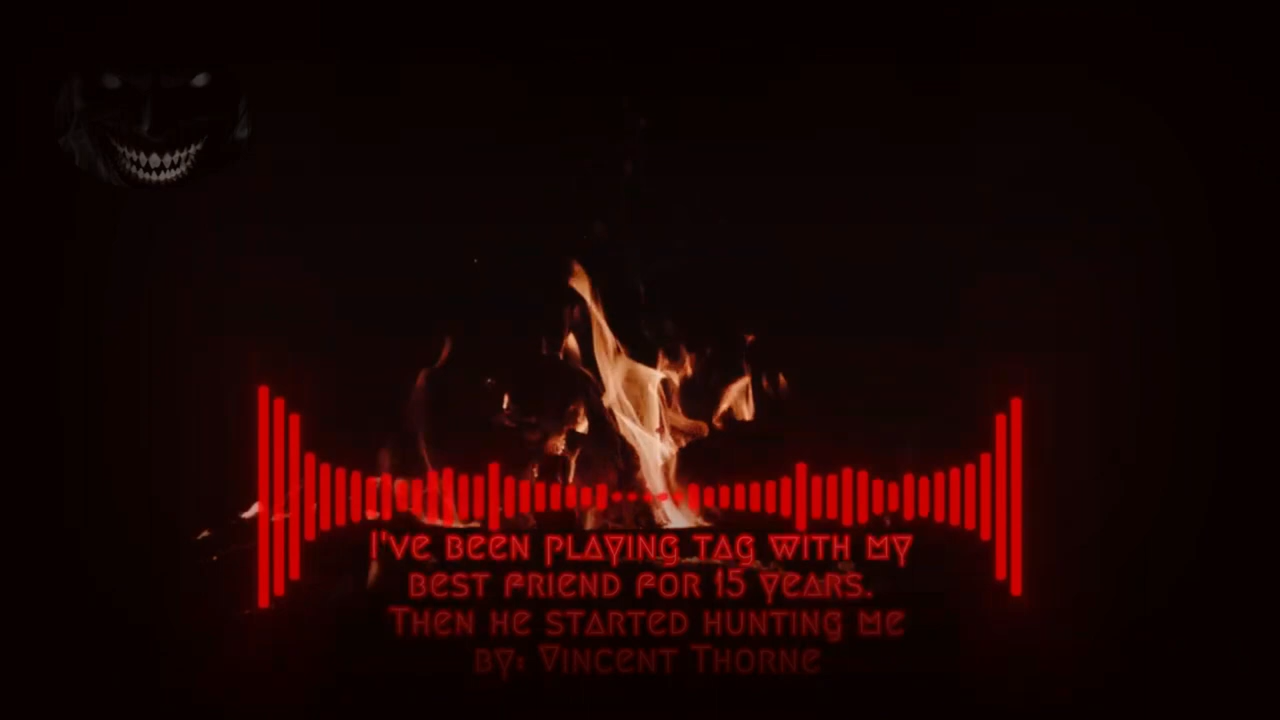 I've been playing tag with my
best friend for 15 years.
Then he started hunting me
by: Vincent Thorne